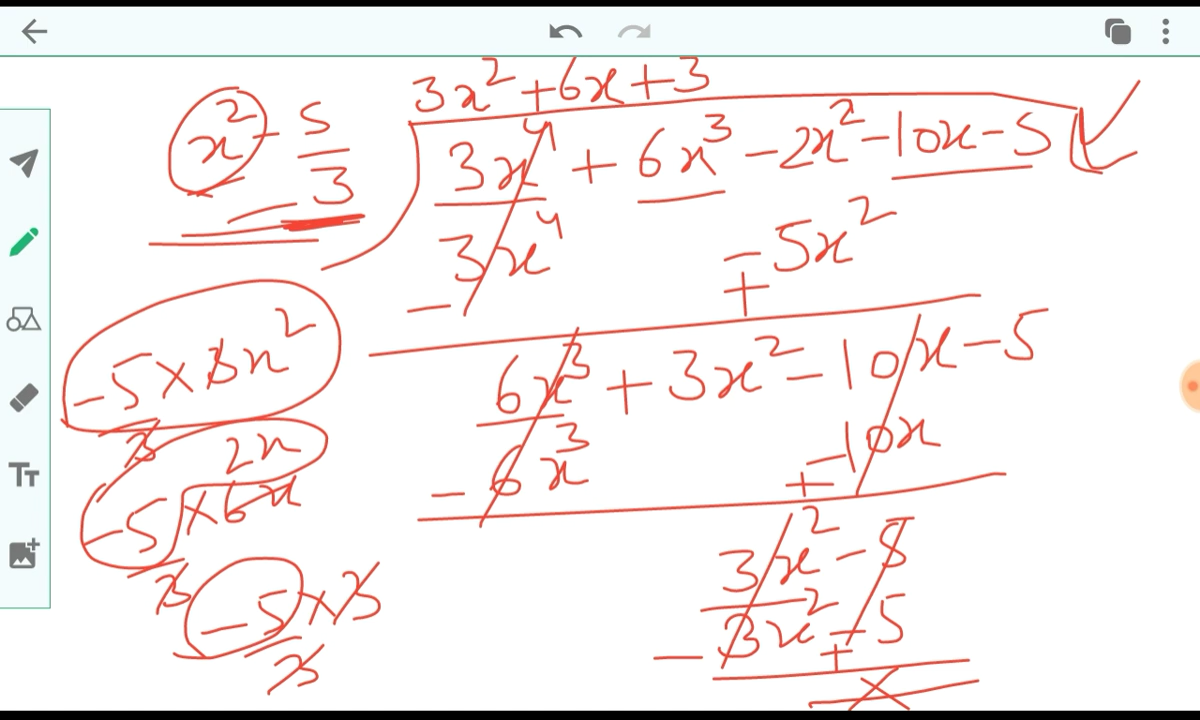 3x² + 6x + 3
x² - 5/3 ) 3x⁴ + 6x³ - 2x² - 10x - 5
3x⁴ - 5x²
- +
6x³ + 3x² - 10x - 5
6x³ - 10x
- +
3x² - 5
3x² - 5
- +
x
-5 × 3x²
3
2x
-5 × 6x
3
-5 × 3
3
Tт